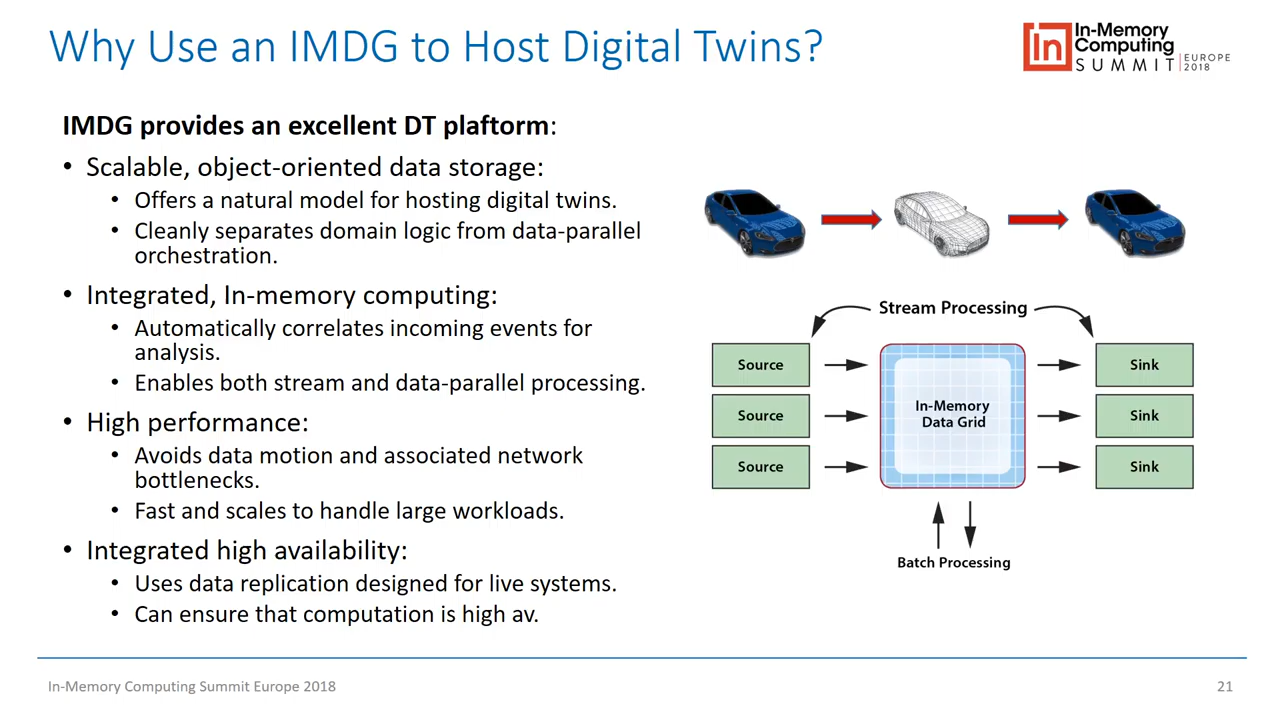 Why Use an IMDG to Host Digital Twins?
In
In-Memory
Computing
SUMMIT
EUROPE
2018
IMDG provides an excellent DT plaftorm:
• Scalable, object-oriented data storage:
• Offers a natural model for hosting digital twins.
• Cleanly separates domain logic from data-parallel
orchestration.
• Integrated, In-memory computing:
• Automatically correlates incoming events for
analysis.
• Enables both stream and data-parallel processing.
• High performance:
• Avoids data motion and associated network
bottlenecks.
• Fast and scales to handle large workloads.
• Integrated high availability:
• Uses data replication designed for live systems.
• Can ensure that computation is high av.
Stream Processing
Source
Source
Source
In-Memory
Data Grid
Sink
Sink
Sink
Batch Processing
In-Memory Computing Summit Europe 2018
21